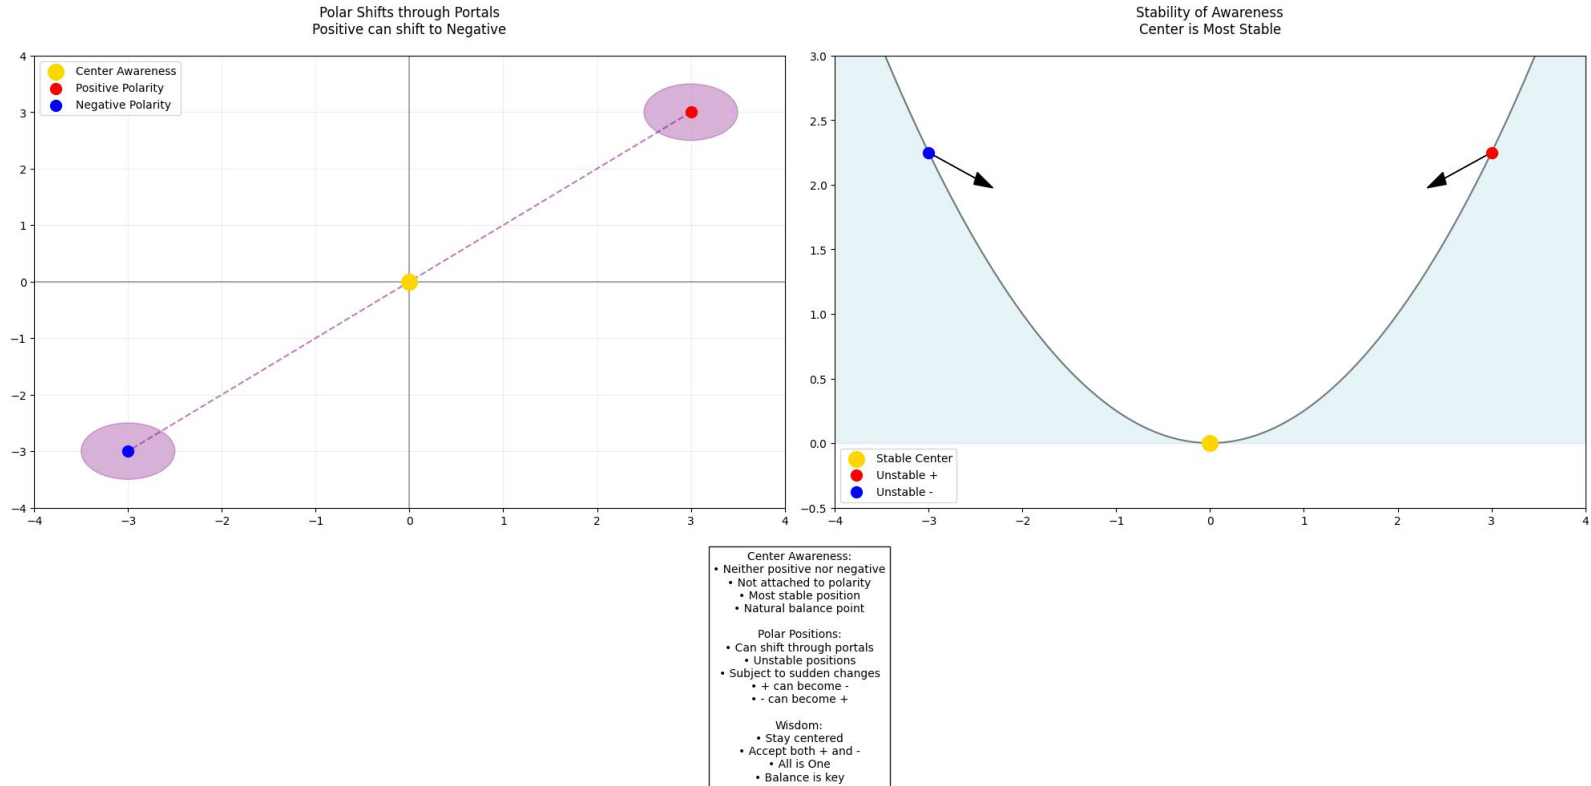 Polar Shifts through Portals
Positive can shift to Negative
4
3
2
1
0
−1
−2
−3
−4
−4
−3
−2
−1
0
1
2
3
4
Center Awareness
Positive Polarity
Negative Polarity
Stability of Awareness
Center is Most Stable
3.0
2.5
2.0
1.5
1.0
0.5
0.0
−0.5
−4
−3
−2
−1
0
1
2
3
4
Stable Center
Unstable +
Unstable -
Center Awareness:
• Neither positive nor negative
• Not attached to polarity
• Most stable position
• Natural balance point
Polar Positions:
• Can shift through portals
• Unstable positions
• Subject to sudden changes
• + can become -
• - can become +
Wisdom:
• Stay centered
• Accept both + and -
• All is One
• Balance is key